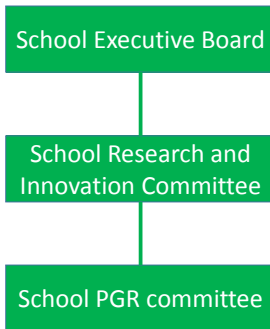 School Executive Board
School Research and
Innovation Committee
School PGR committee